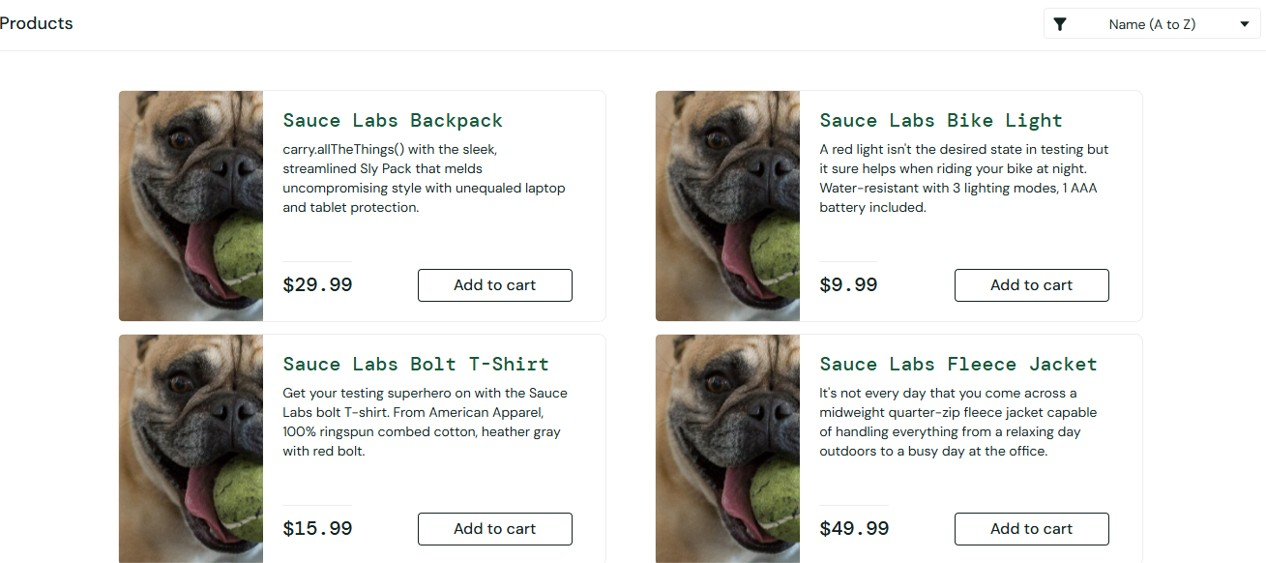 Products
Name (A to Z)
Sauce Labs Backpack
carry.allTheThings() with the sleek,
streamlined Sly Pack that melds
uncompromising style with unequaled laptop
and tablet protection.
$29.99
Add to cart
Sauce Labs Bike Light
A red light isn't the desired state in testing but
it sure helps when riding your bike at night.
Water-resistant with 3 lighting modes, 1 AAA
battery included.
$9.99
Add to cart
Sauce Labs Bolt T-Shirt
Get your testing superhero on with the Sauce
Labs bolt T-shirt. From American Apparel,
100% ringspun combed cotton, heather gray
with red bolt.
$15.99
Add to cart
Sauce Labs Fleece Jacket
It's not every day that you come across a
midweight quarter-zip fleece jacket capable
of handling everything from a relaxing day
outdoors to a busy day at the office.
$49.99
Add to cart